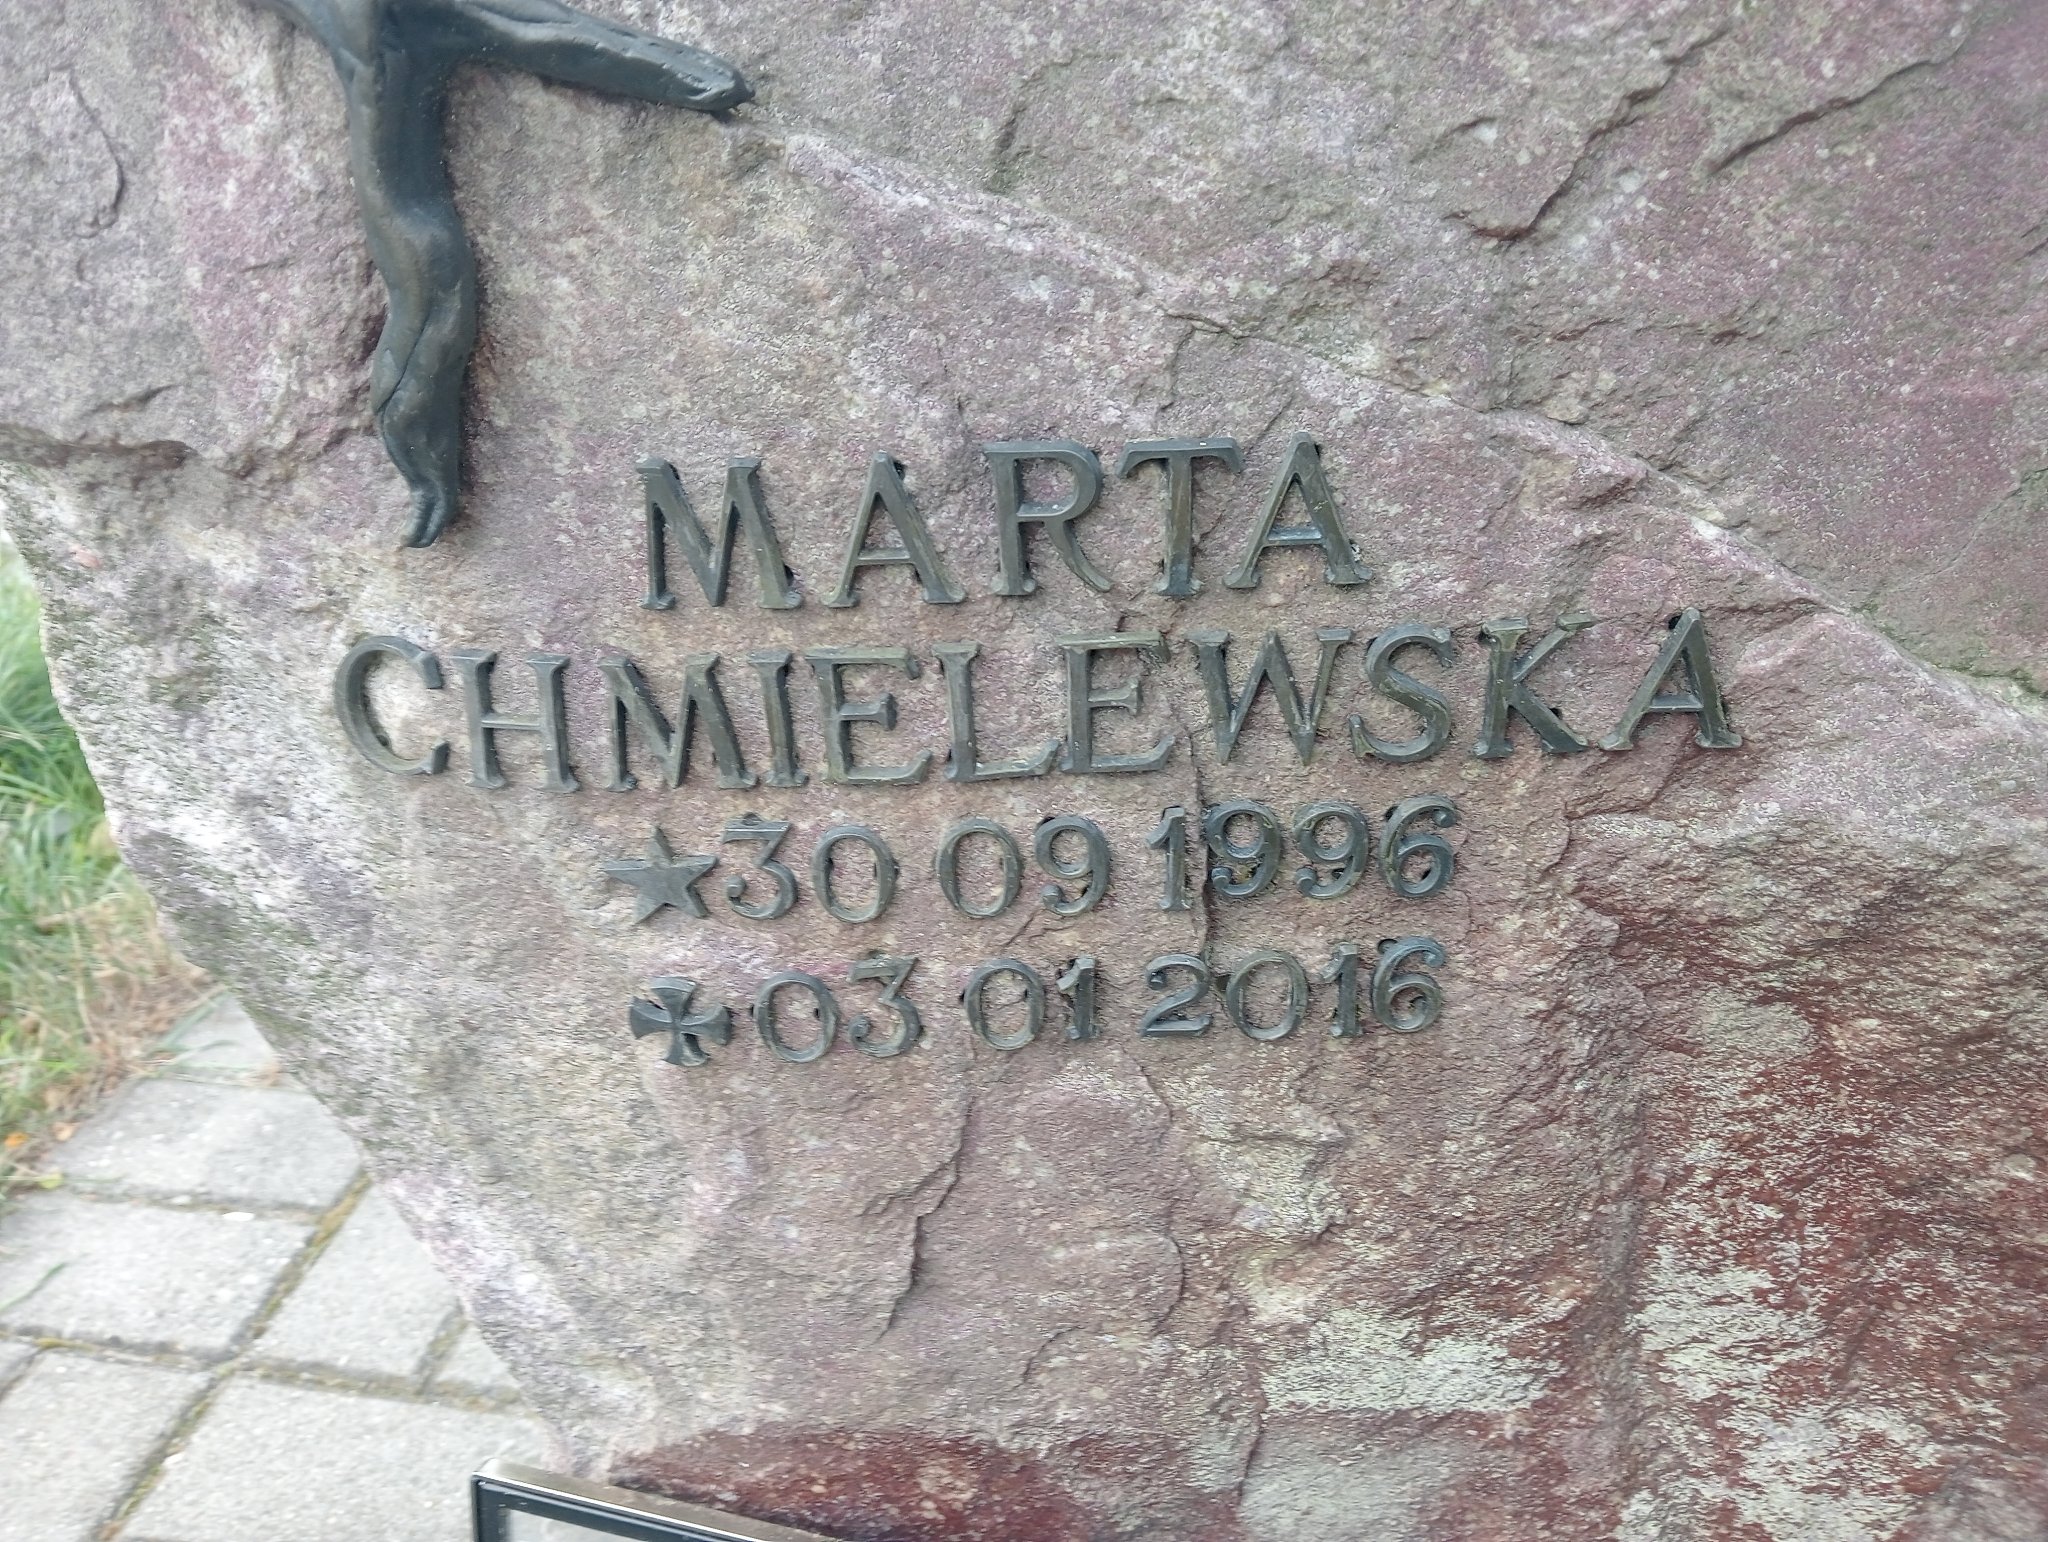 MARTA
CHMIELEWSKA
★30 09 1996
✠03 01 2016